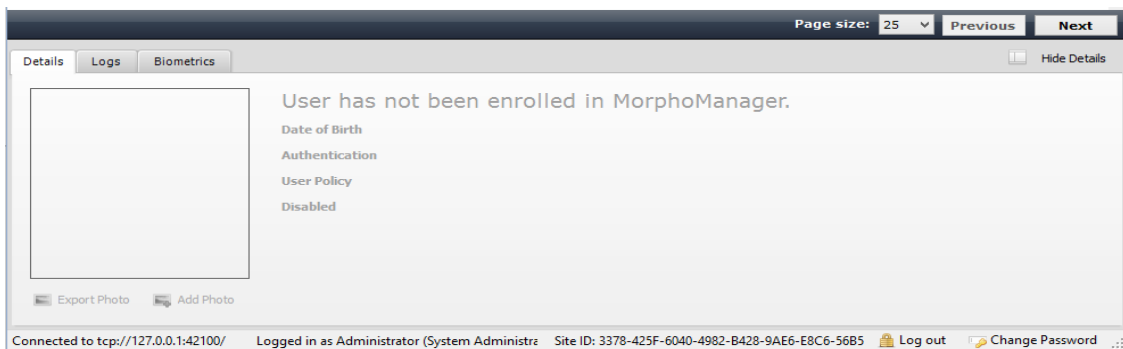 Page size: 25 Previous Next
Details Logs Biometrics Hide Details
User has not been enrolled in MorphoManager.
Date of Birth
Authentication
User Policy
Disabled
Export Photo Add Photo
Connected to tcp://127.0.0.1:42100/ Logged in as Administrator (System Administra Site ID: 3378-425F-6040-4982-B428-9AE6-E8C6-56B5 Log out Change Password